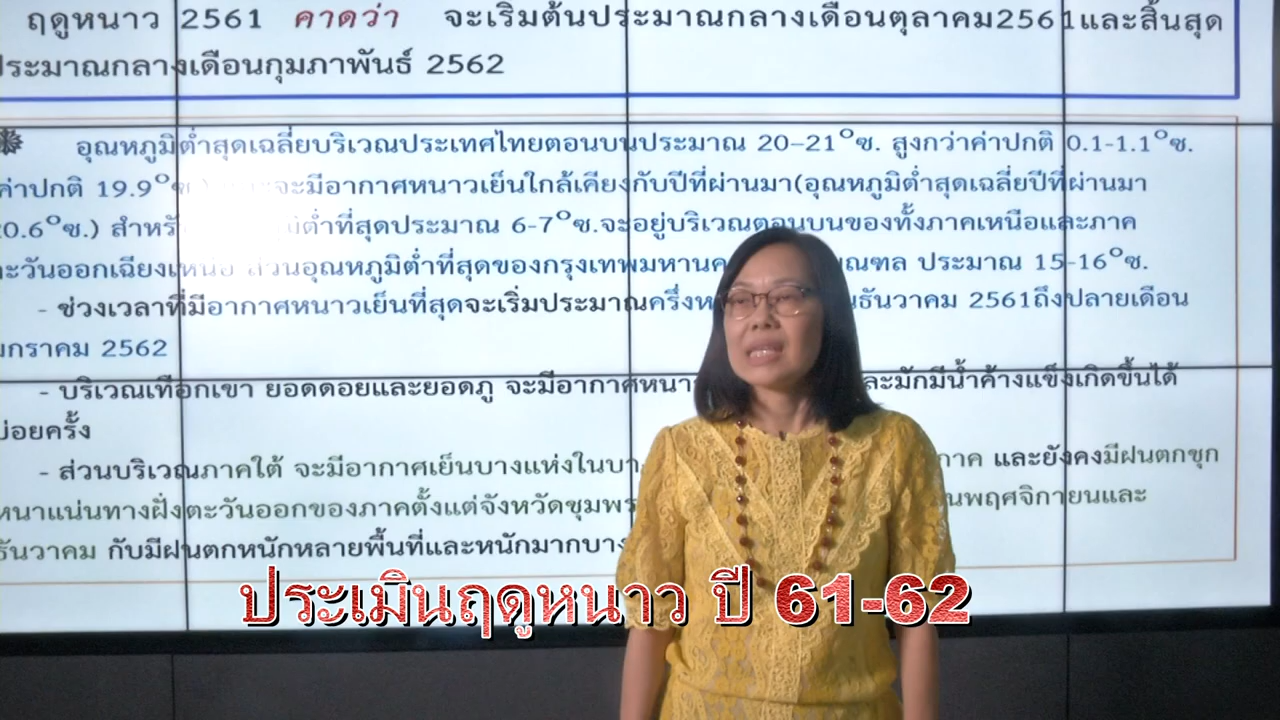 ฤดูหนาว 2561 คาดว่า จะเริ่มต้นประมาณกลางเดือนตุลาคม2561และสิ้นสุด
ประมาณกลางเดือนกุมภาพันธ์ 2562
อุณหภูมิต่ำสุดเฉลี่ยบริเวณประเทศไทยตอนบนประมาณ 20-21°ซ. สูงกว่าค่าปกติ 0.1-1.1°ซ.
ค่าปกติ 19.9°ซ จะมีอากาศหนาวเย็นใกล้เคียงกับปีที่ผ่านมา(อุณหภูมิต่ำสุดเฉลี่ยปีที่ผ่านมา
0.6°ซ.) ต่ำที่สุดประมาณ 6-7°ซ.จะอยู่บริเวณตอนบนของทั้งภาคเหนือและภาค
ตะวันออกเฉียงเหนือ ส่วนอุณหภูมิต่ำที่สุดของกรุงเทพมหานค ประมาณ 15-16°ซ.
- ช่วงเวลาที่มีอากาศหนาวเย็นที่สุดจะเริ่มประมาณครึ่งห ธันวาคม 2561ถึงปลายเดือน
มกราคม 2562
- บริเวณเทือกเขา ยอดดอยและยอดภู จะมีอากาศหนา และมักมีน้ำค้างแข็งเกิดขึ้นได้
บ่อยครั้ง
- ส่วนบริเวณภาคใต้ จะมีอากาศเย็นบางแห่งในบา ภาค และยังคงมีฝนตกชุก
หนาแน่นทางฝั่งตะวันออกของภาคตั้งแต่จังหวัดชุมพร นพฤศจิกายนและ
ธันวาคม กับมีฝนตกหนักหลายพื้นที่และหนักมากบาง
ประเมินฤดูหนาว ปี 61-62